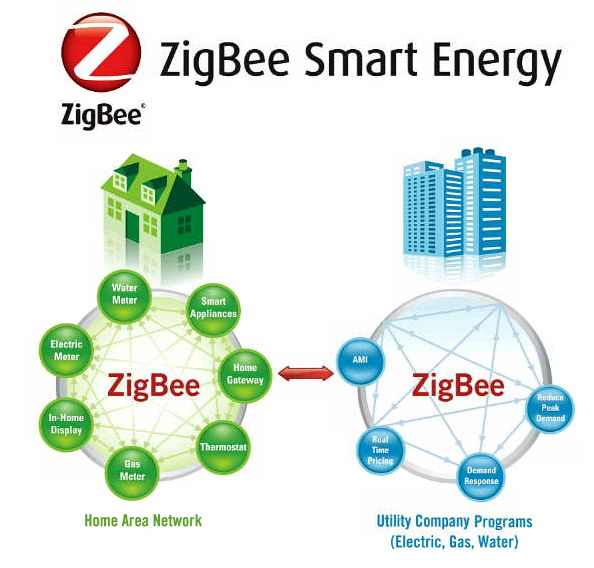 ZigBee Smart Energy
ZigBee®
Water
Meter
Smart
Appliances
Electric
Meter
Home
Gateway
In-Home
Display
Thermostat
Gas
Meter
ZigBee
AMI
ZigBee
Reduce
Peak
Demand
Real
Time
Pricing
Demand
Response
Home Area Network
Utility Company Programs
(Electric, Gas, Water)